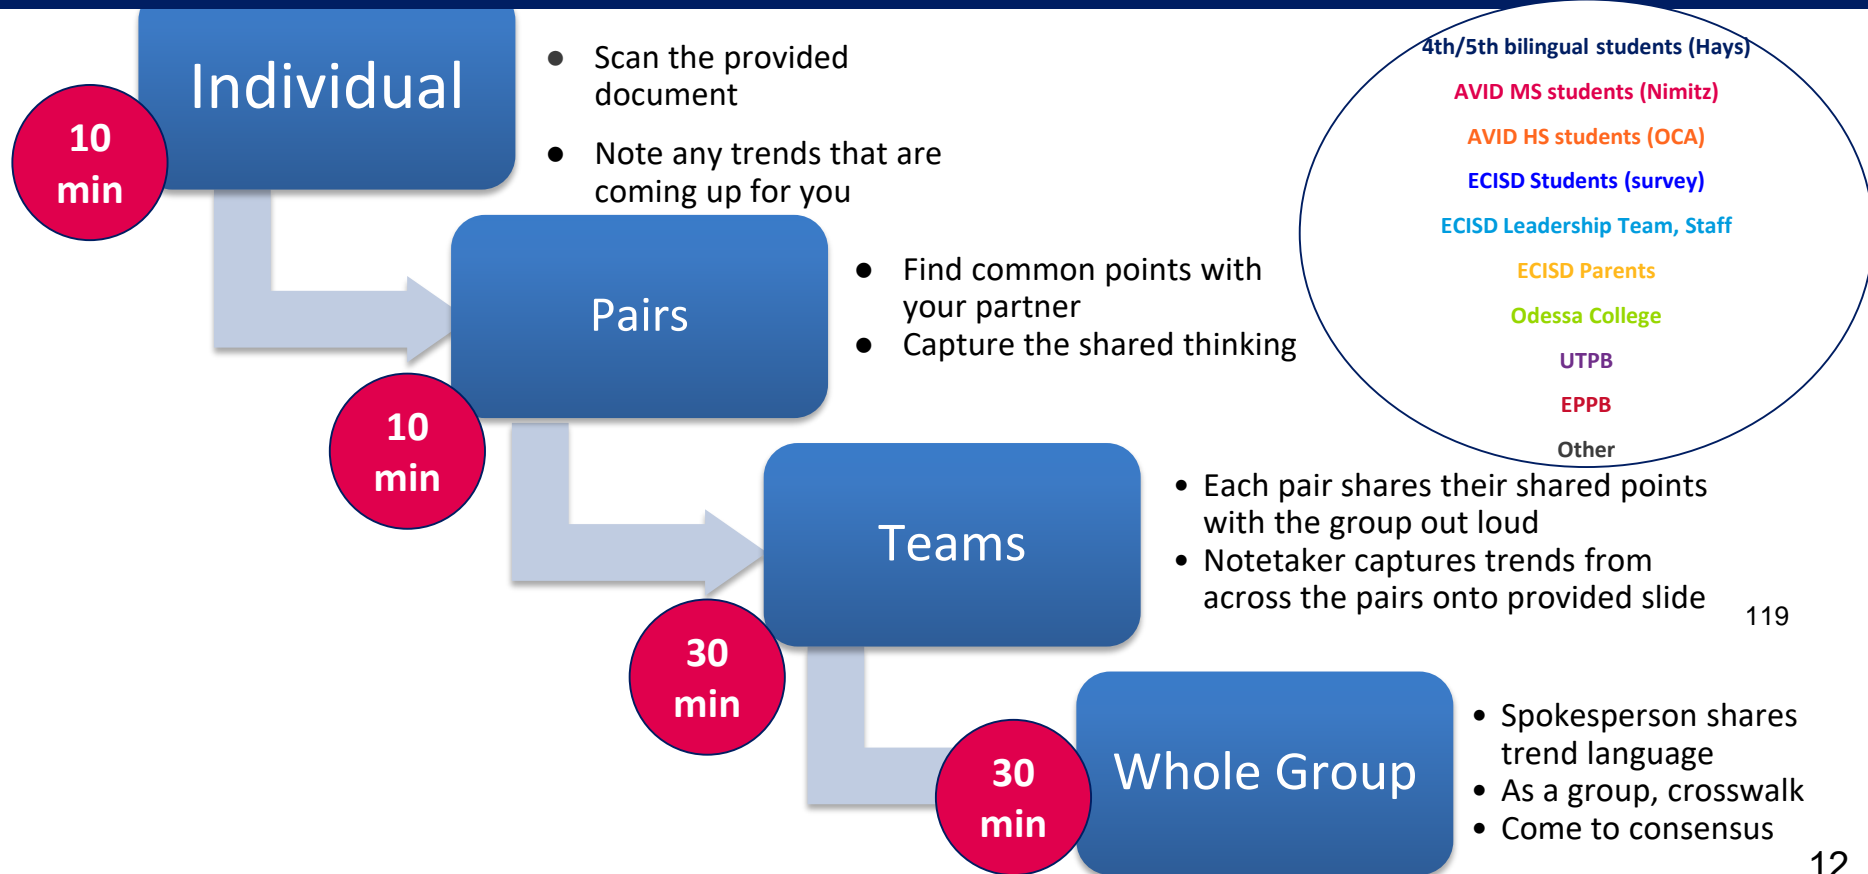 Individual
10
min
● Scan the provided
document
● Note any trends that are
coming up for you
Pairs
10
min
● Find common points with
your partner
● Capture the shared thinking
4th/5th bilingual students (Hays)
AVID MS students (Nimitz)
AVID HS students (OCA)
ECISD Students (survey)
ECISD Leadership Team, Staff
ECISD Parents
Odessa College
UTPB
EPPB
Other
Teams
30
min
• Each pair shares their shared points
with the group out loud
• Notetaker captures trends from
across the pairs onto provided slide
119
Whole Group
30
min
• Spokesperson shares
trend language
• As a group, crosswalk
• Come to consensus
12